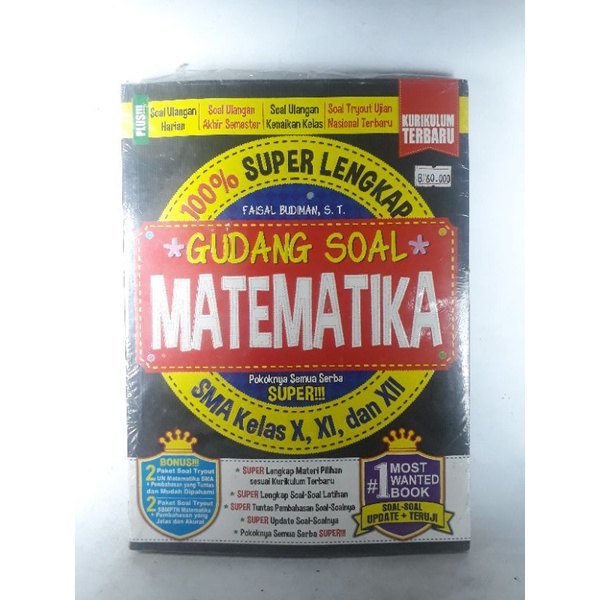 PLUS!!!
Soal Ulangan
Harian
Soal Ulangan
Akhir Semester
Soal Ulangan
Kenaikan Kelas
Soal Tryout Ujian
Nasional Terbaru
KURIKULUM
TERBARU
100% SUPER LENGKAP
60.000
FAISAL BUDIMAN, S. T.
GUDANG SOAL
MATEMATIKA
Pokoknya Semua Serba
SUPER!!!
SMA Kelas X, XI, dan XII
BONUS!!!
2 Paket Soal Tryout
UN Matematika SMA
+ Pembahasan yang Tuntas
dan Mudah Dipahami
2 Paket Soal Tryout
SBMPTN Matematika
+ Pembahasan yang
Jelas dan Akurat
* SUPER Lengkap Materi Pilihan
sesuai Kurikulum Terbaru
* SUPER Lengkap Soal-Soal Latihan
* SUPER Tuntas Pembahasan Soal-Soalnya
* SUPER Update Soal-Soalnya
* Pokoknya Semua Serba SUPER!!!
#1 MOST
WANTED
BOOK
SOAL-SOAL
UPDATE + TERUJI